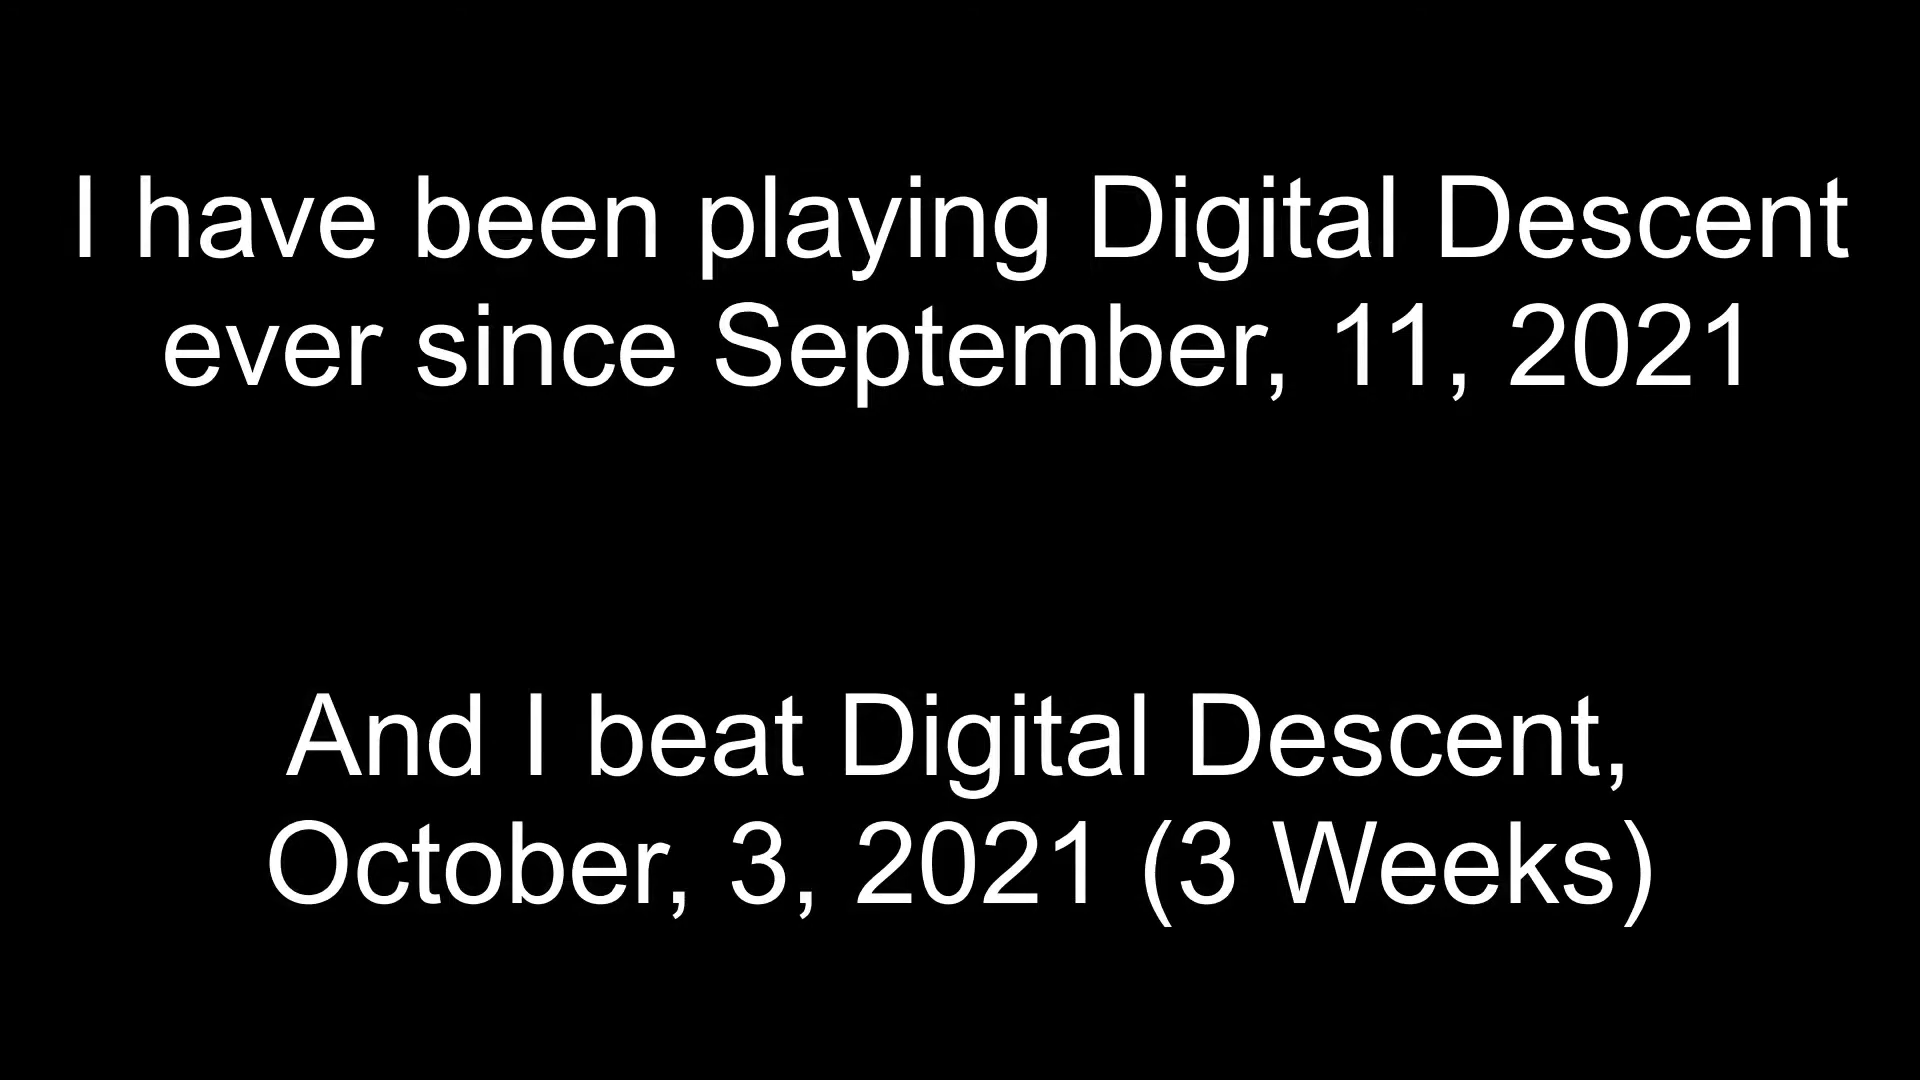 I have been playing Digital Descent
ever since September, 11, 2021
And I beat Digital Descent,
October, 3, 2021 (3 Weeks)